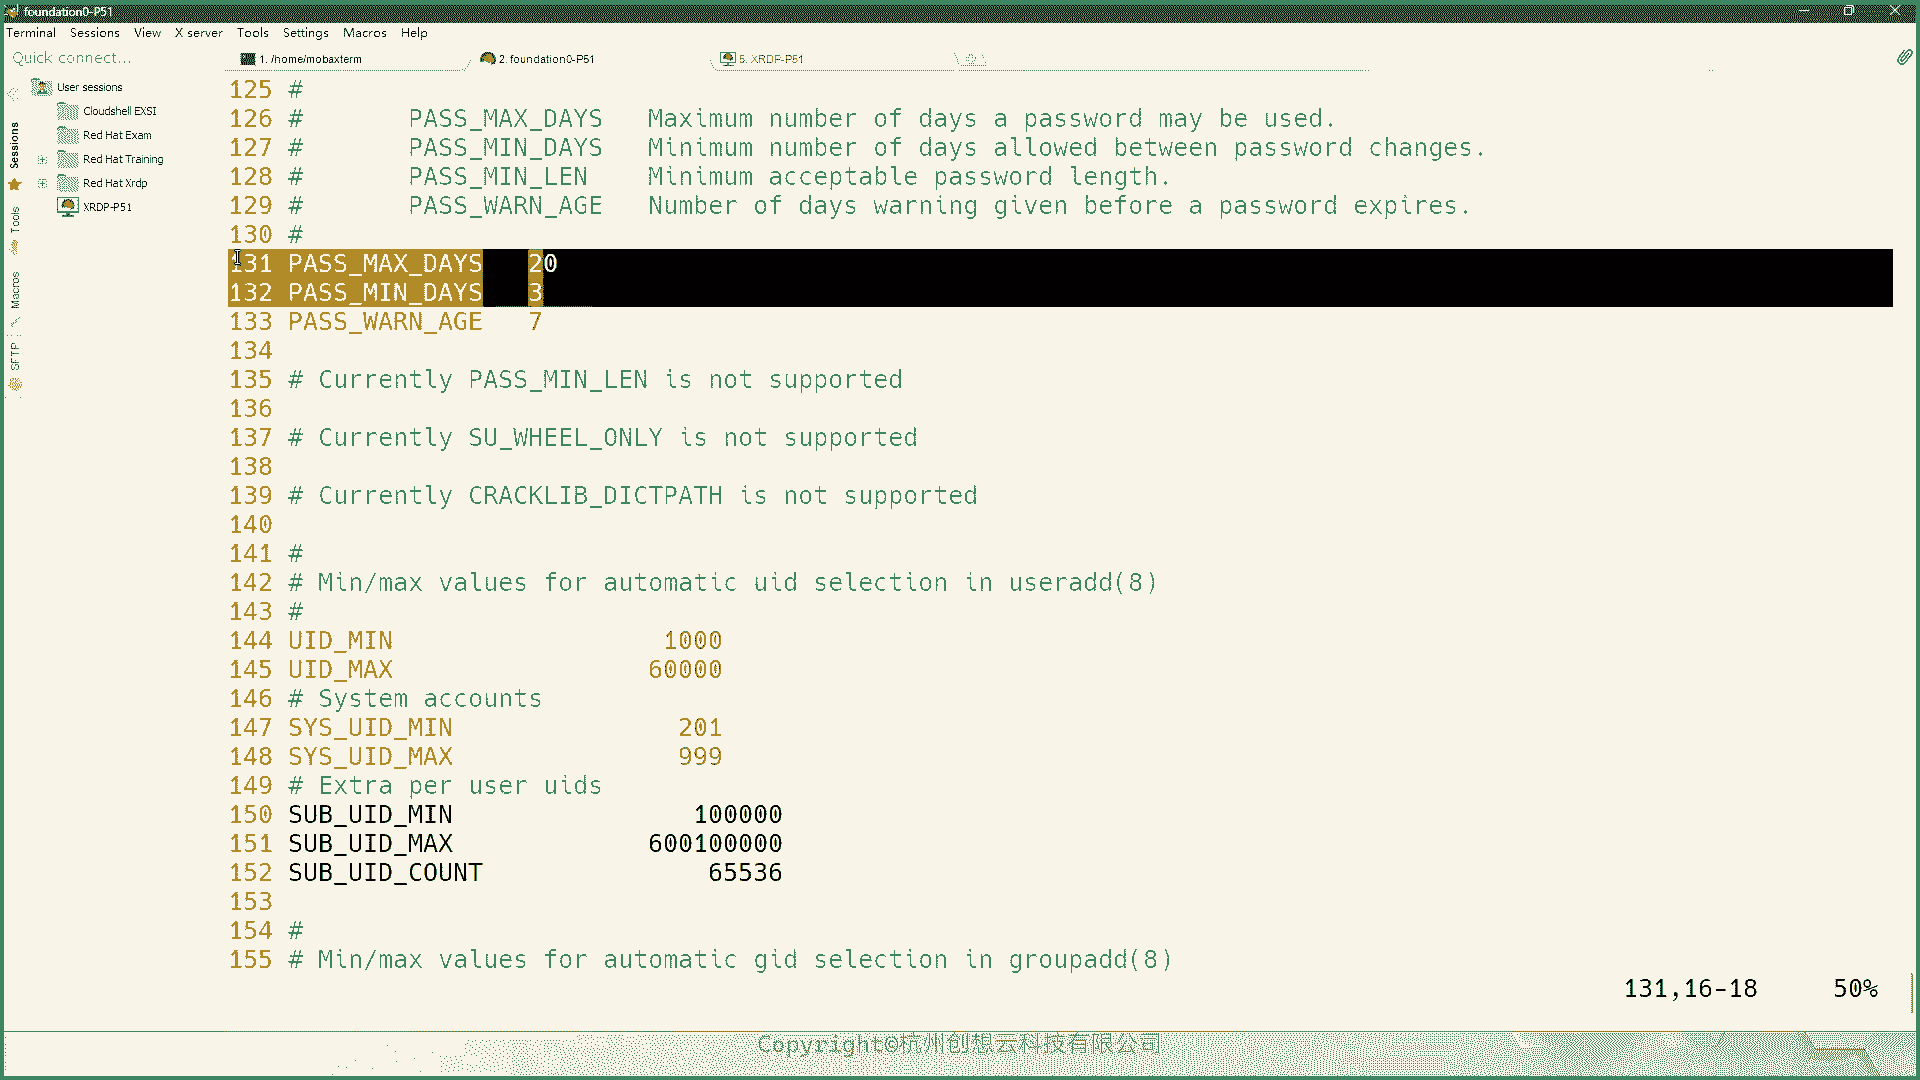 foundation0-P51
Terminal Sessions View X server Tools Settings Macros Help
Quick connect...
1. /home/mobaxterm
2. foundation0-P51
5. XRDP-P51
User sessions
Cloudshell EXSI
Red Hat Exam
Red Hat Training
Red Hat Xrdp
XRDP-P51
Sessions
Tools
Macros
SFTP
125 #
126 # PASS_MAX_DAYS Maximum number of days a password may be used.
127 # PASS_MIN_DAYS Minimum number of days allowed between password changes.
128 # PASS_MIN_LEN Minimum acceptable password length.
129 # PASS_WARN_AGE Number of days warning given before a password expires.
130 #
131 PASS_MAX_DAYS 20
132 PASS_MIN_DAYS 3
133 PASS_WARN_AGE 7
134
135 # Currently PASS_MIN_LEN is not supported
136
137 # Currently SU_WHEEL_ONLY is not supported
138
139 # Currently CRACKLIB_DICTPATH is not supported
140
141 #
142 # Min/max values for automatic uid selection in useradd(8)
143 #
144 UID_MIN 1000
145 UID_MAX 60000
146 # System accounts
147 SYS_UID_MIN 201
148 SYS_UID_MAX 999
149 # Extra per user uids
150 SUB_UID_MIN 100000
151 SUB_UID_MAX 600100000
152 SUB_UID_COUNT 65536
153
154 #
155 # Min/max values for automatic gid selection in groupadd(8)
131,16-18 50%
Copyright©杭州创想云科技有限公司